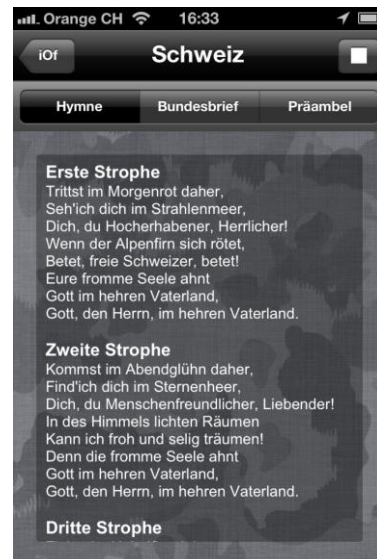 Orange CH 16:33
iOf Schweiz
Hymne Bundesbrief Präambel
Erste Strophe
Trittst im Morgenrot daher,
Seh'ich dich im Strahlenmeer,
Dich, du Hocherhabener, Herrlicher!
Wenn der Alpenfirn sich rötet,
Betet, freie Schweizer, betet!
Eure fromme Seele ahnt
Gott im hehren Vaterland,
Gott, den Herrn, im hehren Vaterland.
Zweite Strophe
Kommst im Abendglühn daher,
Find'ich dich im Sternenheer,
Dich, du Menschenfreundlicher, Liebender!
In des Himmels lichten Räumen
Kann ich froh und selig träumen!
Denn die fromme Seele ahnt
Gott im hehren Vaterland,
Gott, den Herrn, im hehren Vaterland.
Dritte Strophe